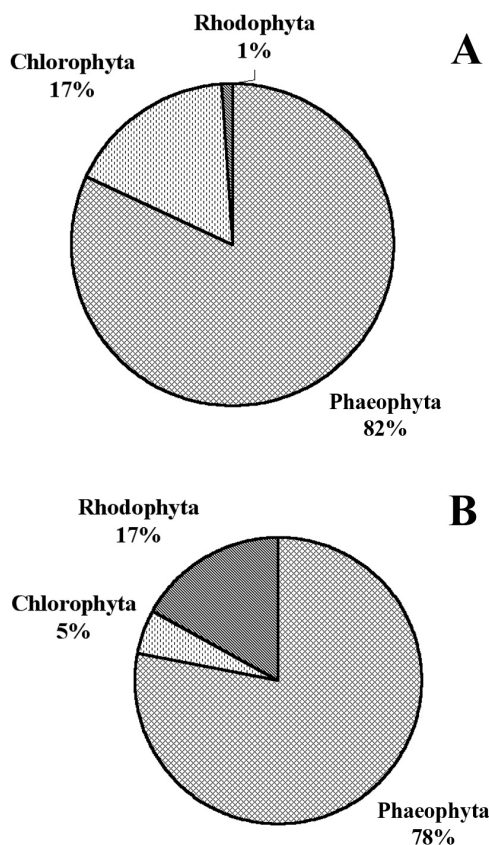 Rhodophyta
1%
A
Chlorophyta
17%
Phaeophyta
82%
B
Rhodophyta
17%
Chlorophyta
5%
Phaeophyta
78%